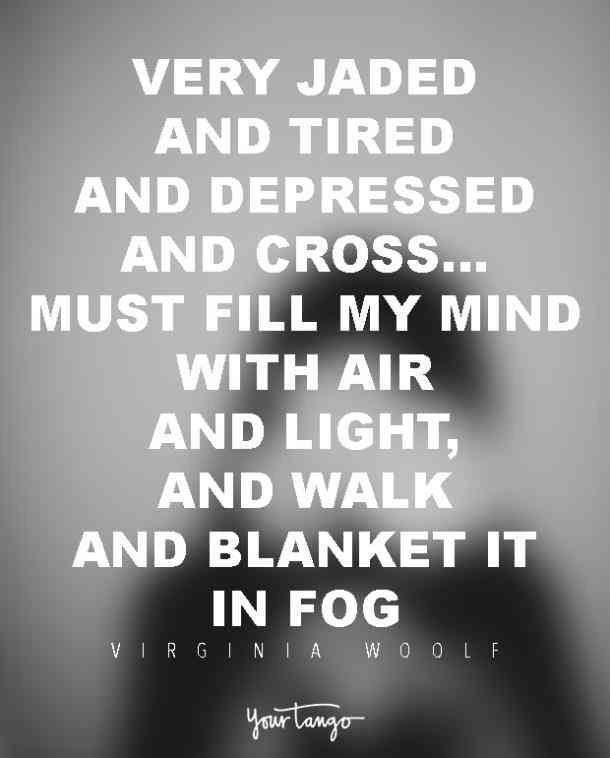 VERY JADED
AND TIRED
AND DEPRESSED
AND CROSS...
MUST FILL MY MIND
WITH AIR
AND LIGHT,
AND WALK
AND BLANKET IT
IN FOG
VIRGINIA WOOLF
YourTango